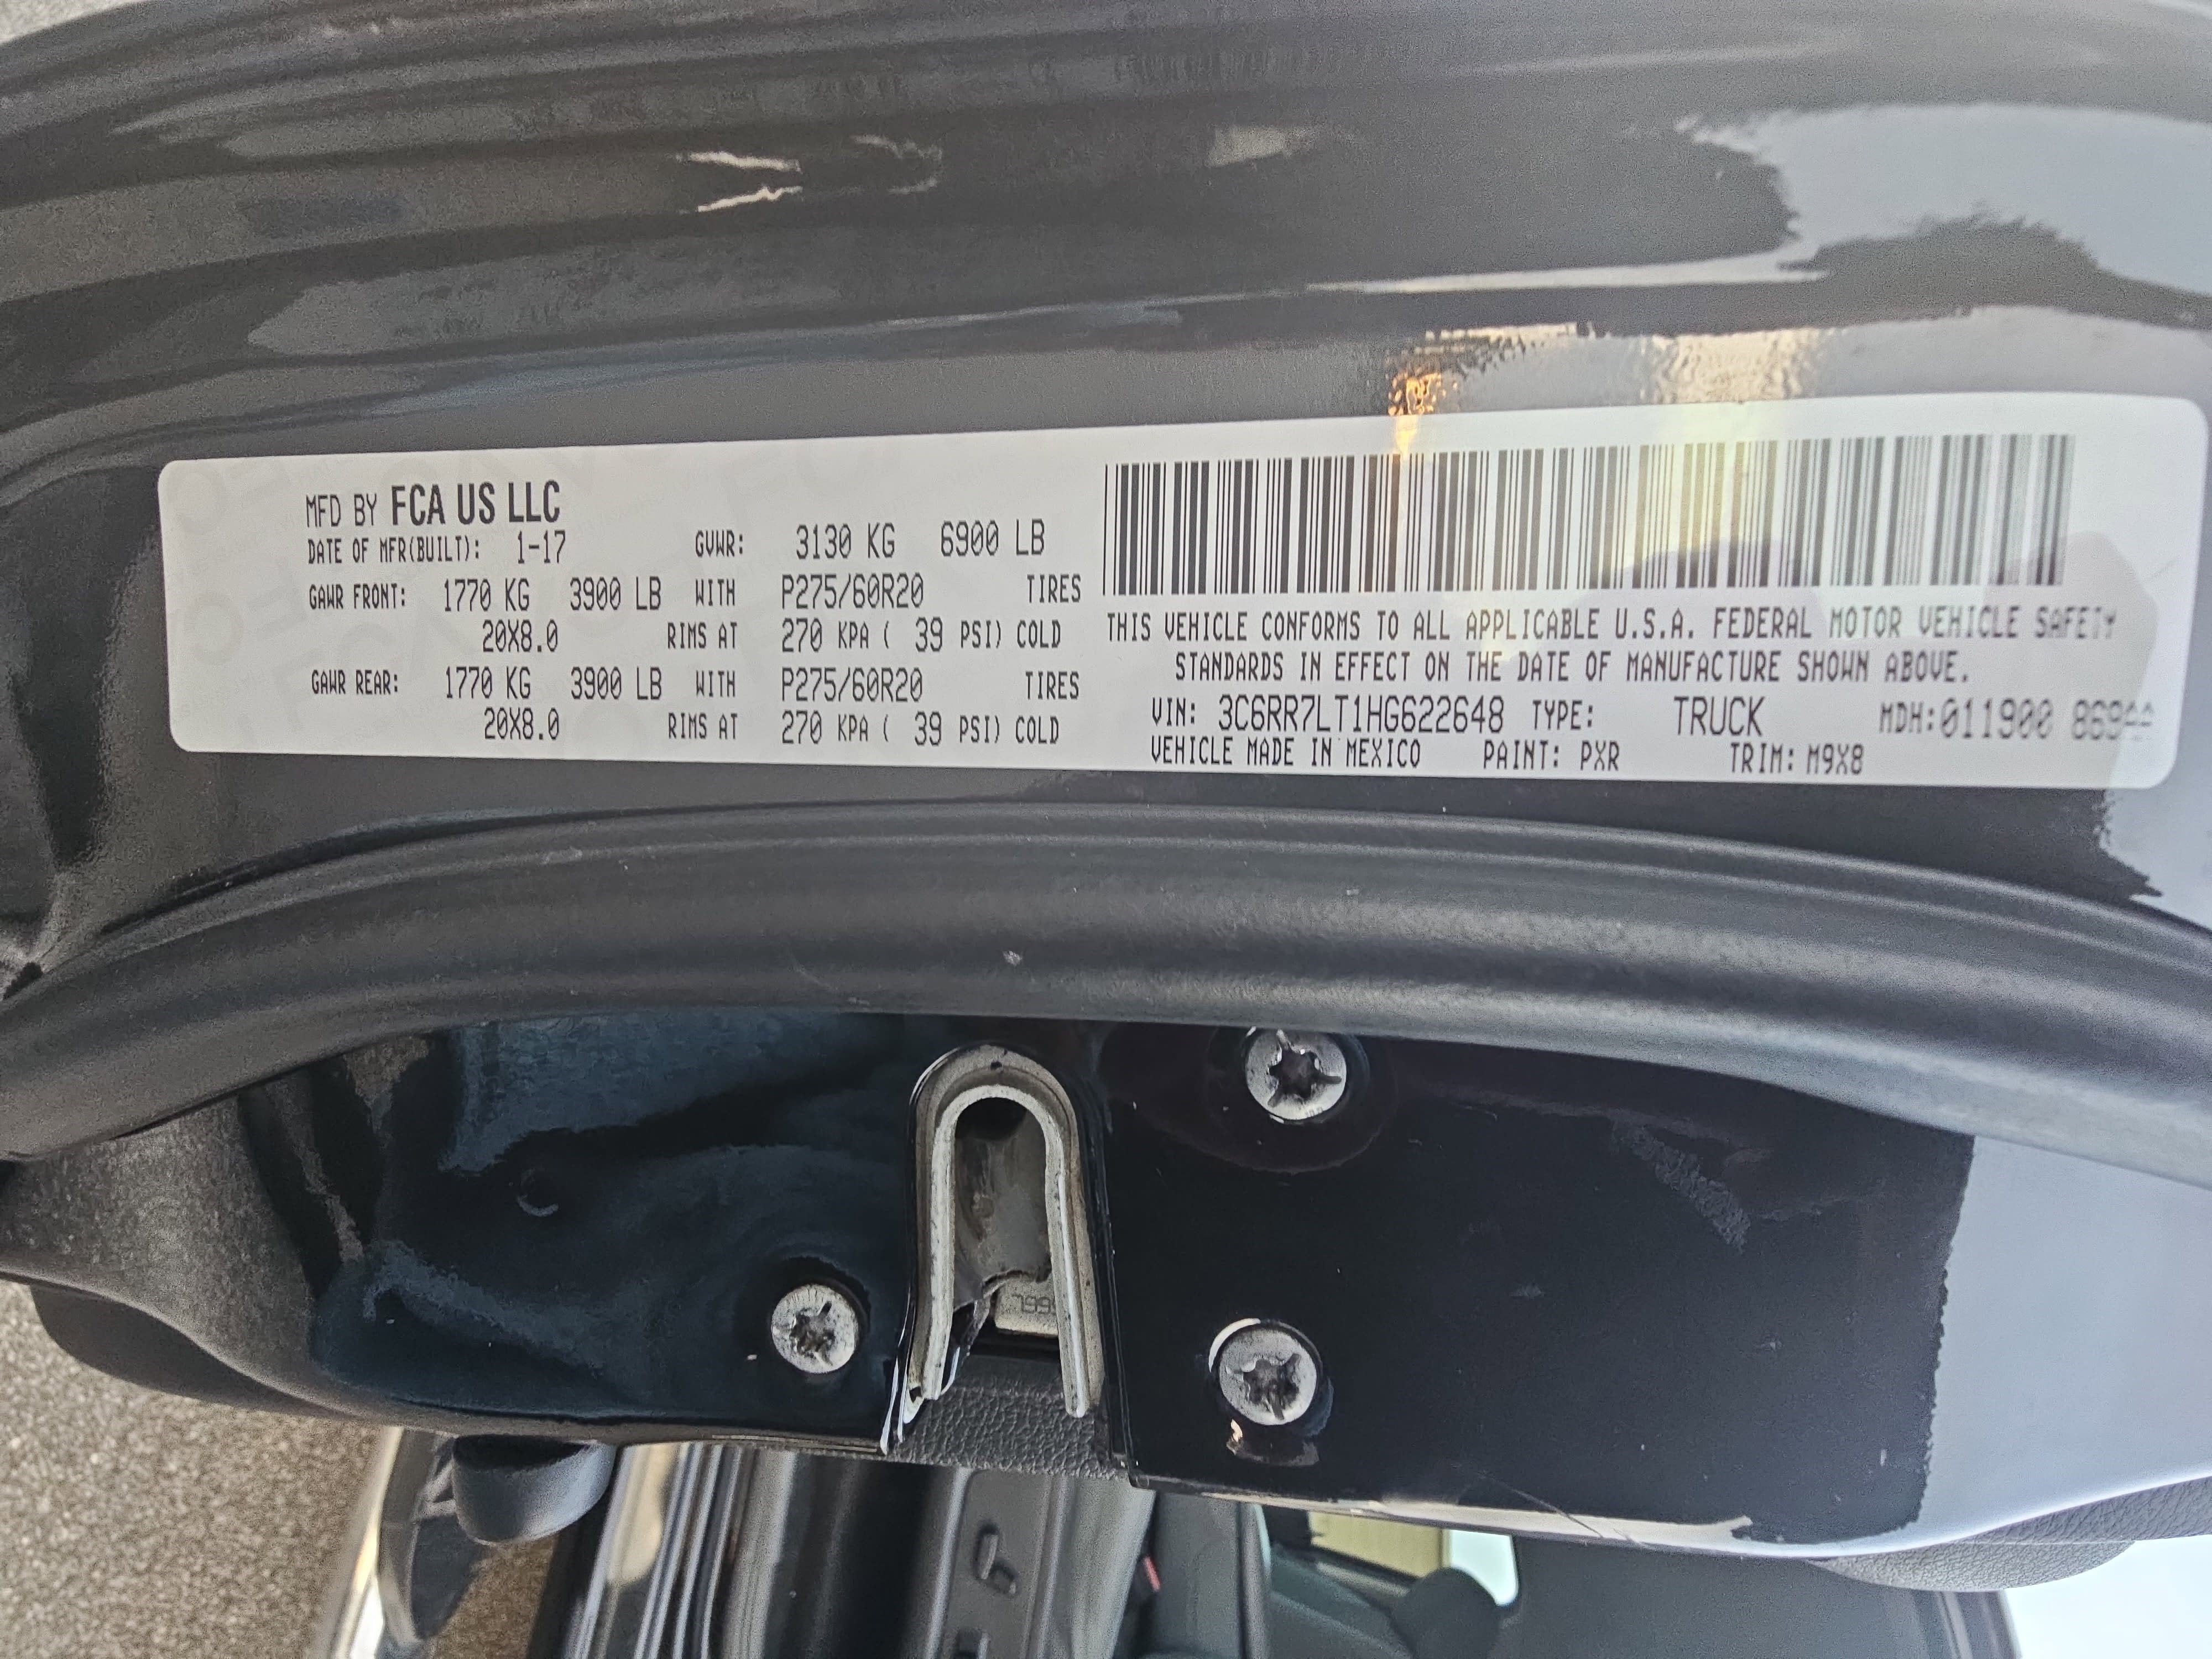 MFD BY FCA US LLC
DATE OF MFR(BUILT): 1-17 GVWR: 3130 KG 6900 LB
GAWR FRONT: 1770 KG 3900 LB WITH P275/60R20 TIRES
20X8.0 RIMS AT 270 KPA ( 39 PSI) COLD
GAWR REAR: 1770 KG 3900 LB WITH P275/60R20 TIRES
20X8.0 RIMS AT 270 KPA ( 39 PSI) COLD
THIS VEHICLE CONFORMS TO ALL APPLICABLE U.S.A. FEDERAL MOTOR VEHICLE SAFETY
STANDARDS IN EFFECT ON THE DATE OF MANUFACTURE SHOWN ABOVE.
VIN: 3C6RR7LT1HG622648 TYPE: TRUCK MDH:011900
VEHICLE MADE IN MEXICO PAINT: PXR TRIM: M9X8